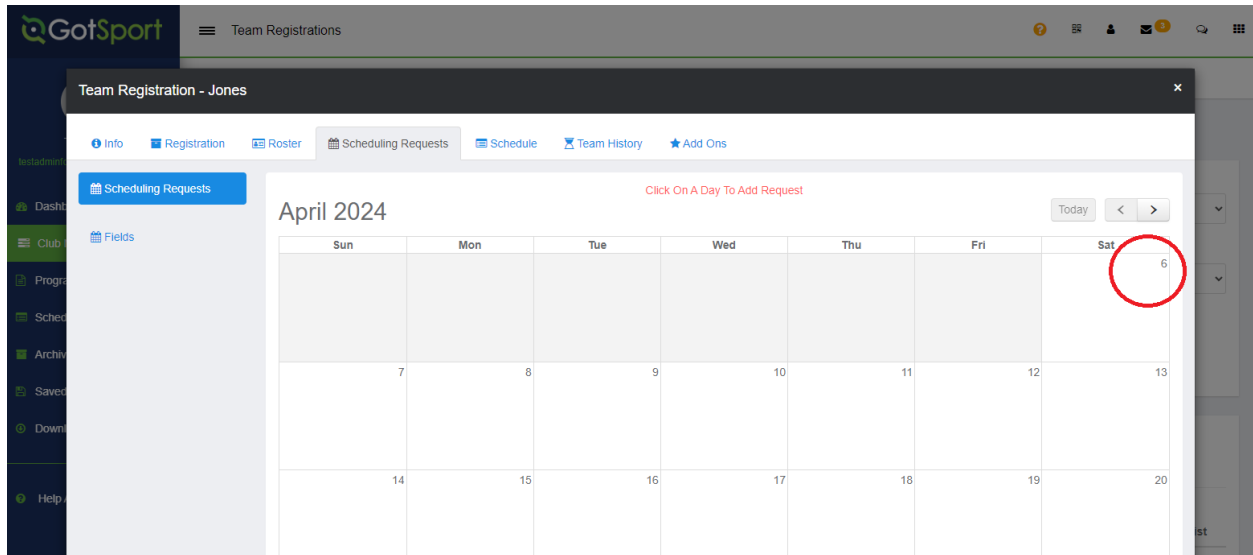 GotSport
Team Registrations
3
Team Registration - Jones
×
Info Registration Roster Scheduling Requests Schedule Team History Add Ons
Scheduling Requests
Fields
Click On A Day To Add Request
April 2024
Today < >
Sun Mon Tue Wed Thu Fri Sat
6
7 8 9 10 11 12 13
14 15 16 17 18 19 20
testadminfo
Dashb
Club
Progra
Sched
Archiv
Saved
Downl
Help
ist